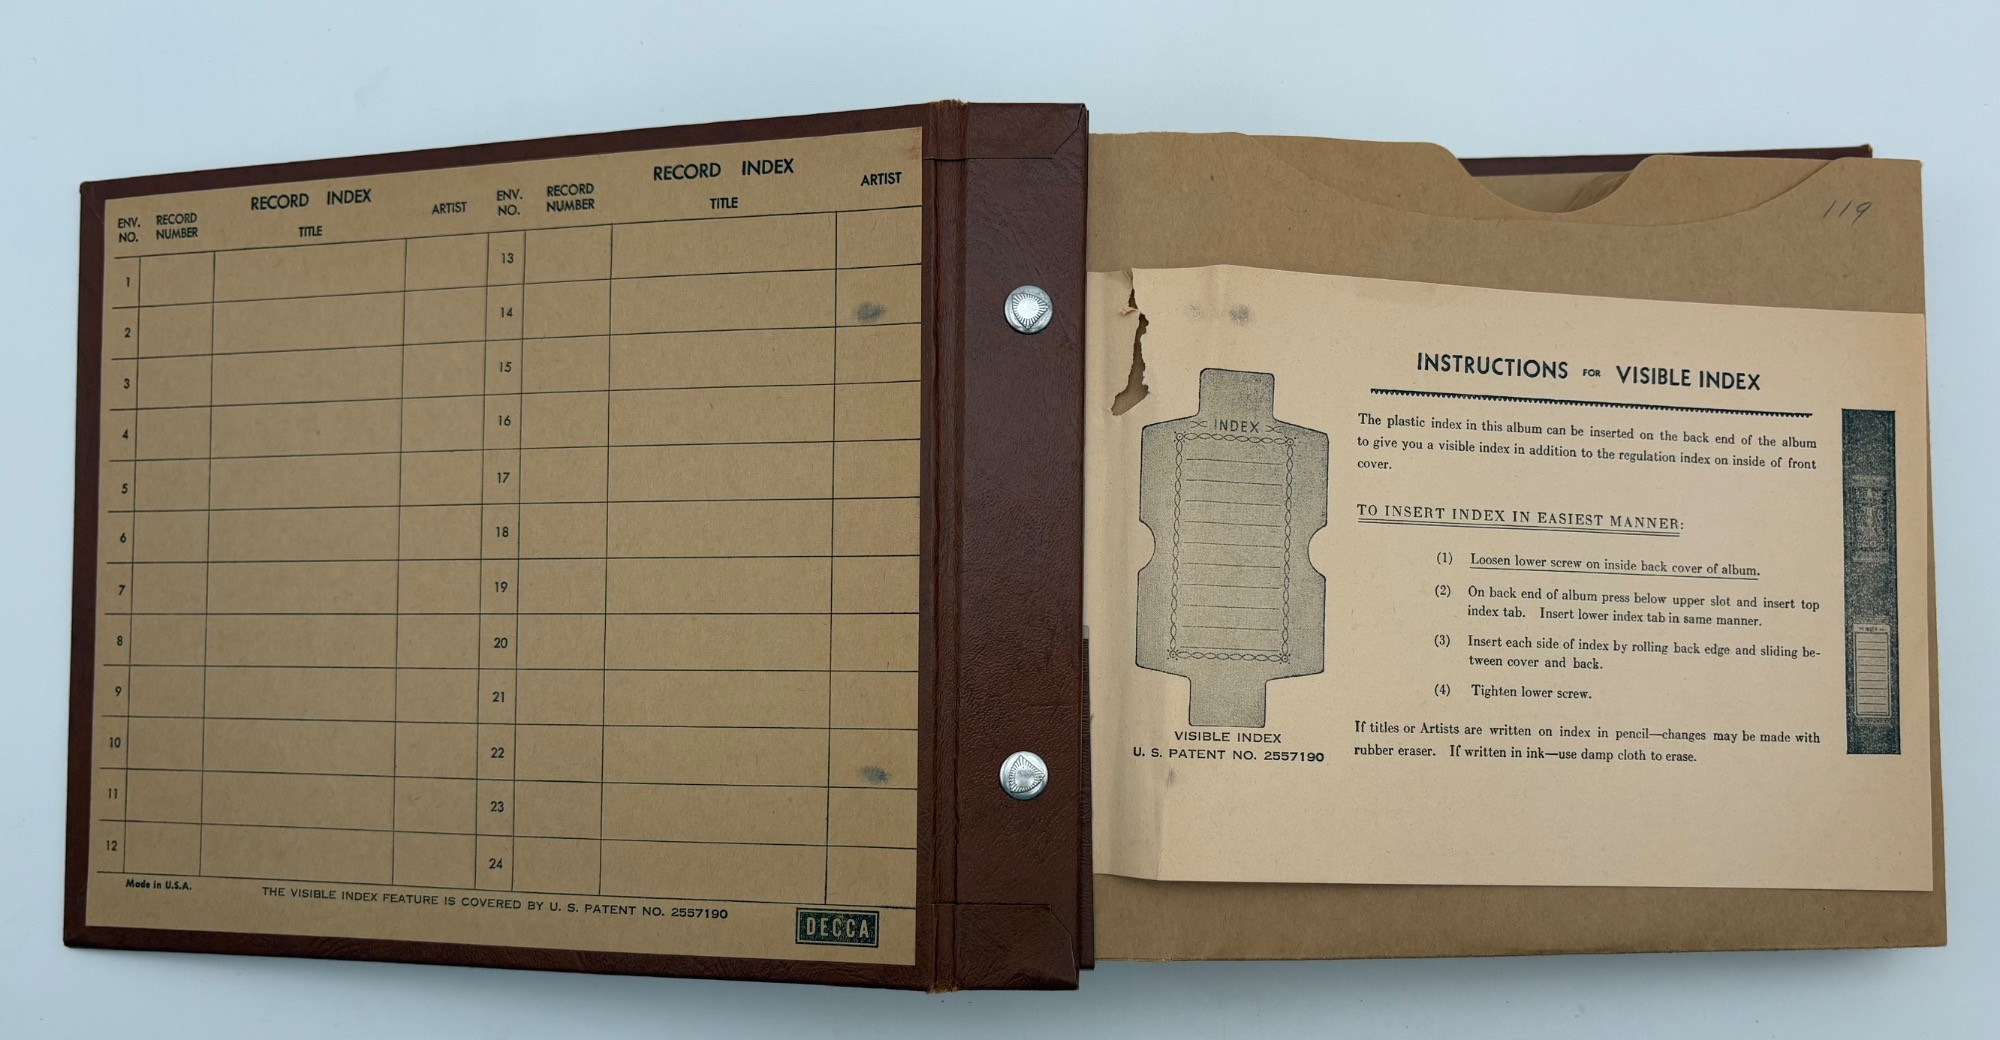 RECORD INDEX
ENV. NO. RECORD NUMBER TITLE ARTIST
1
2
3
4
5
6
7
8
9
10
11
12
RECORD INDEX
ENV. NO. RECORD NUMBER TITLE ARTIST
13
14
15
16
17
18
19
20
21
22
23
24
Made in U.S.A.
THE VISIBLE INDEX FEATURE IS COVERED BY U. S. PATENT NO. 2557190
DECCA
119
INDEX
VISIBLE INDEX
U. S. PATENT NO. 2557190
INSTRUCTIONS FOR VISIBLE INDEX
The plastic index in this album can be inserted on the back end of the album
to give you a visible index in addition to the regulation index on inside of front
cover.
TO INSERT INDEX IN EASIEST MANNER:
(1) Loosen lower screw on inside back cover of album.
(2) On back end of album press below upper slot and insert top
index tab. Insert lower index tab in same manner.
(3) Insert each side of index by rolling back edge and sliding be-
tween cover and back.
(4) Tighten lower screw.
If titles or Artists are written on index in pencil—changes may be made with
rubber eraser. If written in ink—use damp cloth to erase.